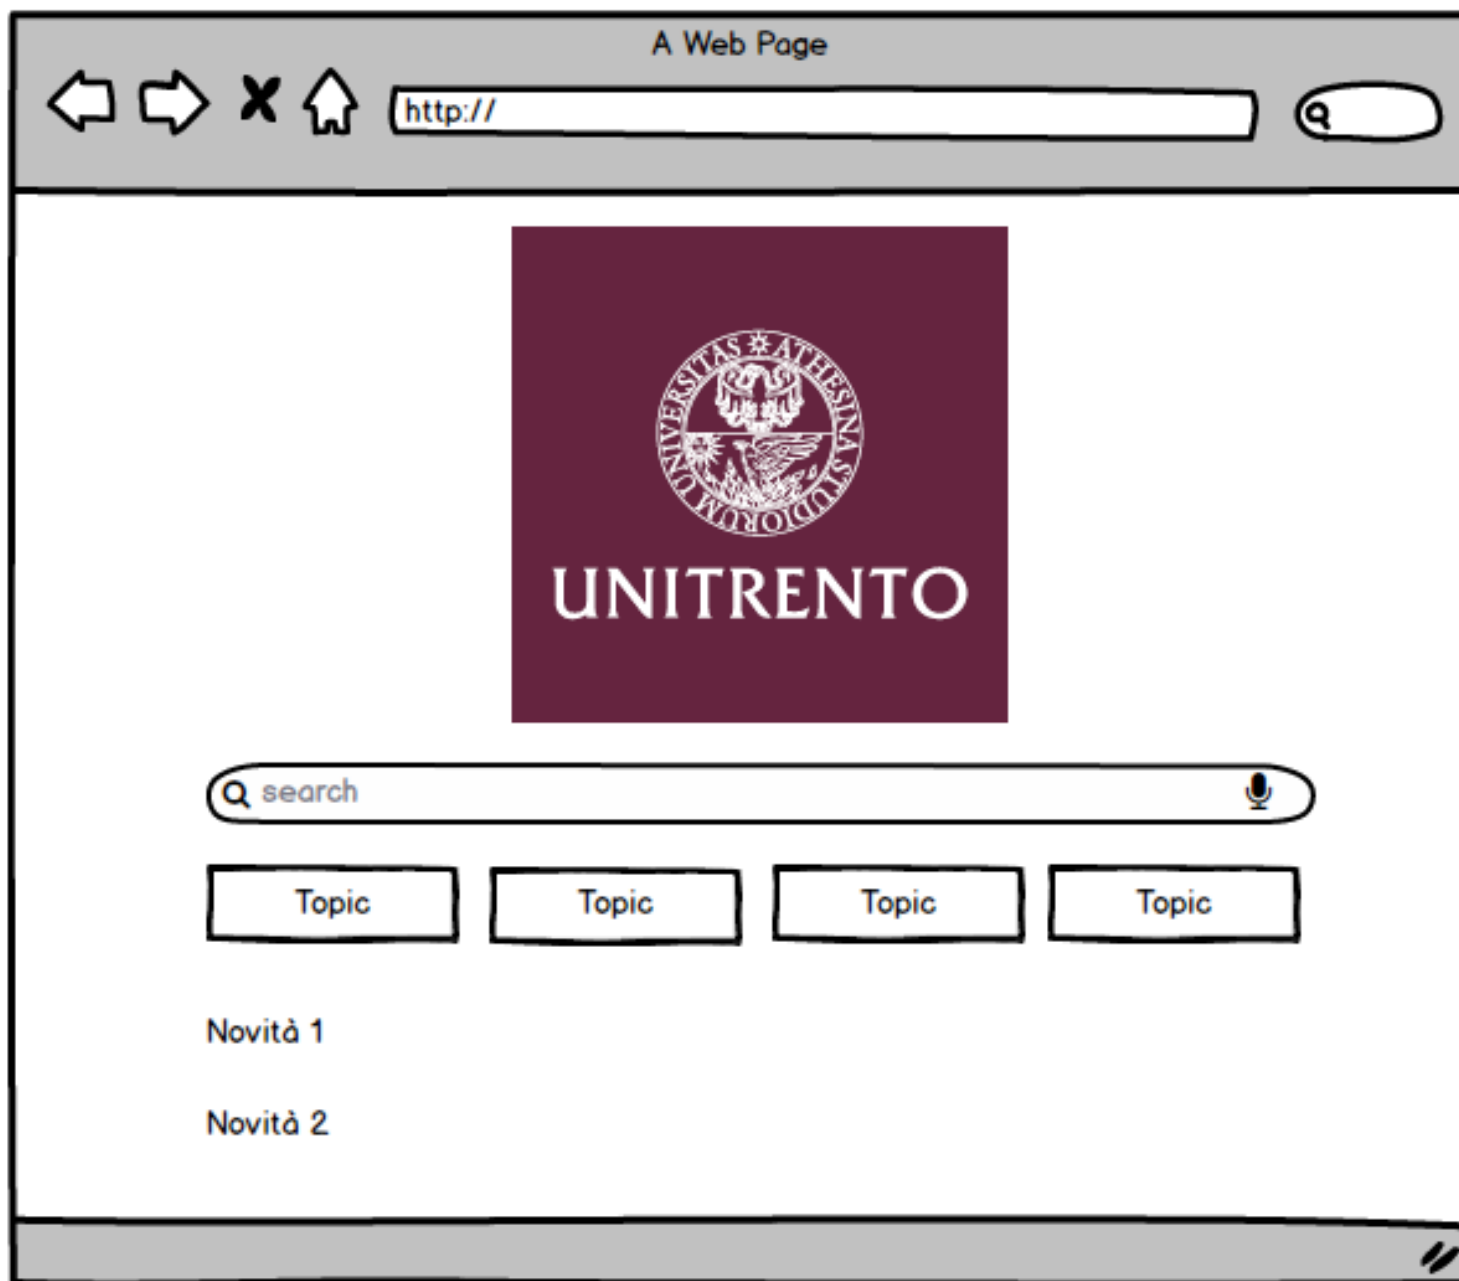 A Web Page
http://
UNIVERSITAS ATHESINA STUDIORUM
UNITRENTO
search
Topic
Topic
Topic
Topic
Novità 1
Novità 2